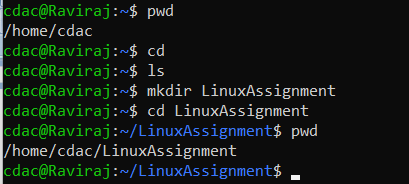 cdac@Raviraj:~$ pwd
/home/cdac
cdac@Raviraj:~$ cd
cdac@Raviraj:~$ ls
cdac@Raviraj:~$ mkdir LinuxAssignment
cdac@Raviraj:~$ cd LinuxAssignment
cdac@Raviraj:~/LinuxAssignment$ pwd
/home/cdac/LinuxAssignment
cdac@Raviraj:~/LinuxAssignment$